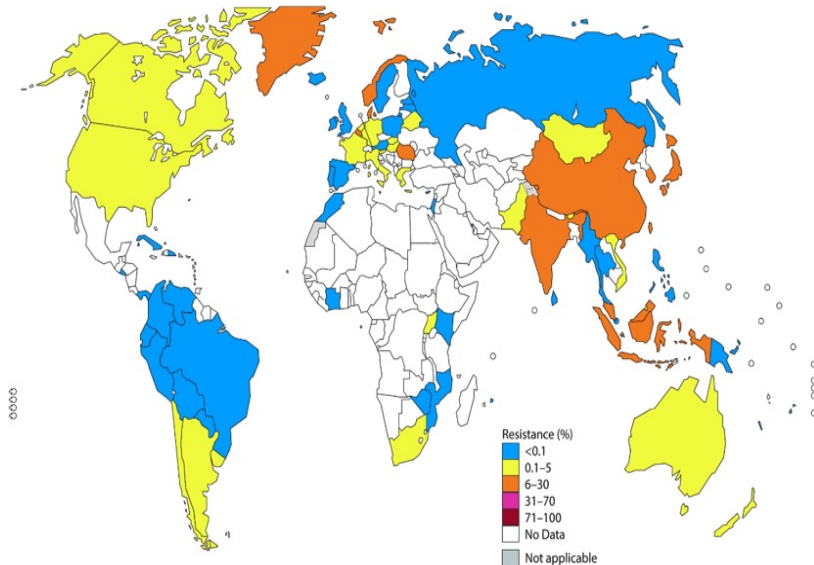 Resistance (%)
<0.1
0.1–5
6–30
31–70
71–100
No Data
Not applicable